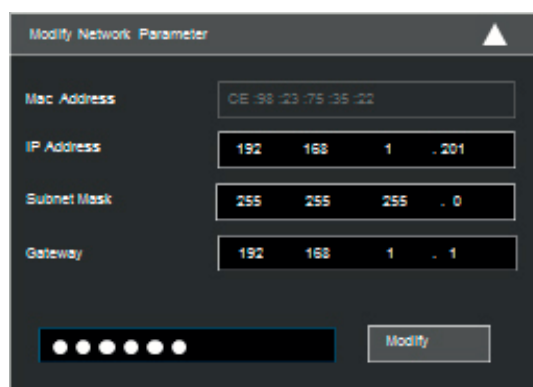 Modify Network Parameter
Mac Address CE :98 :23 :75 :35 :22
IP Address 192 168 1 . 201
Subnet Mask 255 255 255 . 0
Gateway 192 168 1 . 1
●●●●●● Modify